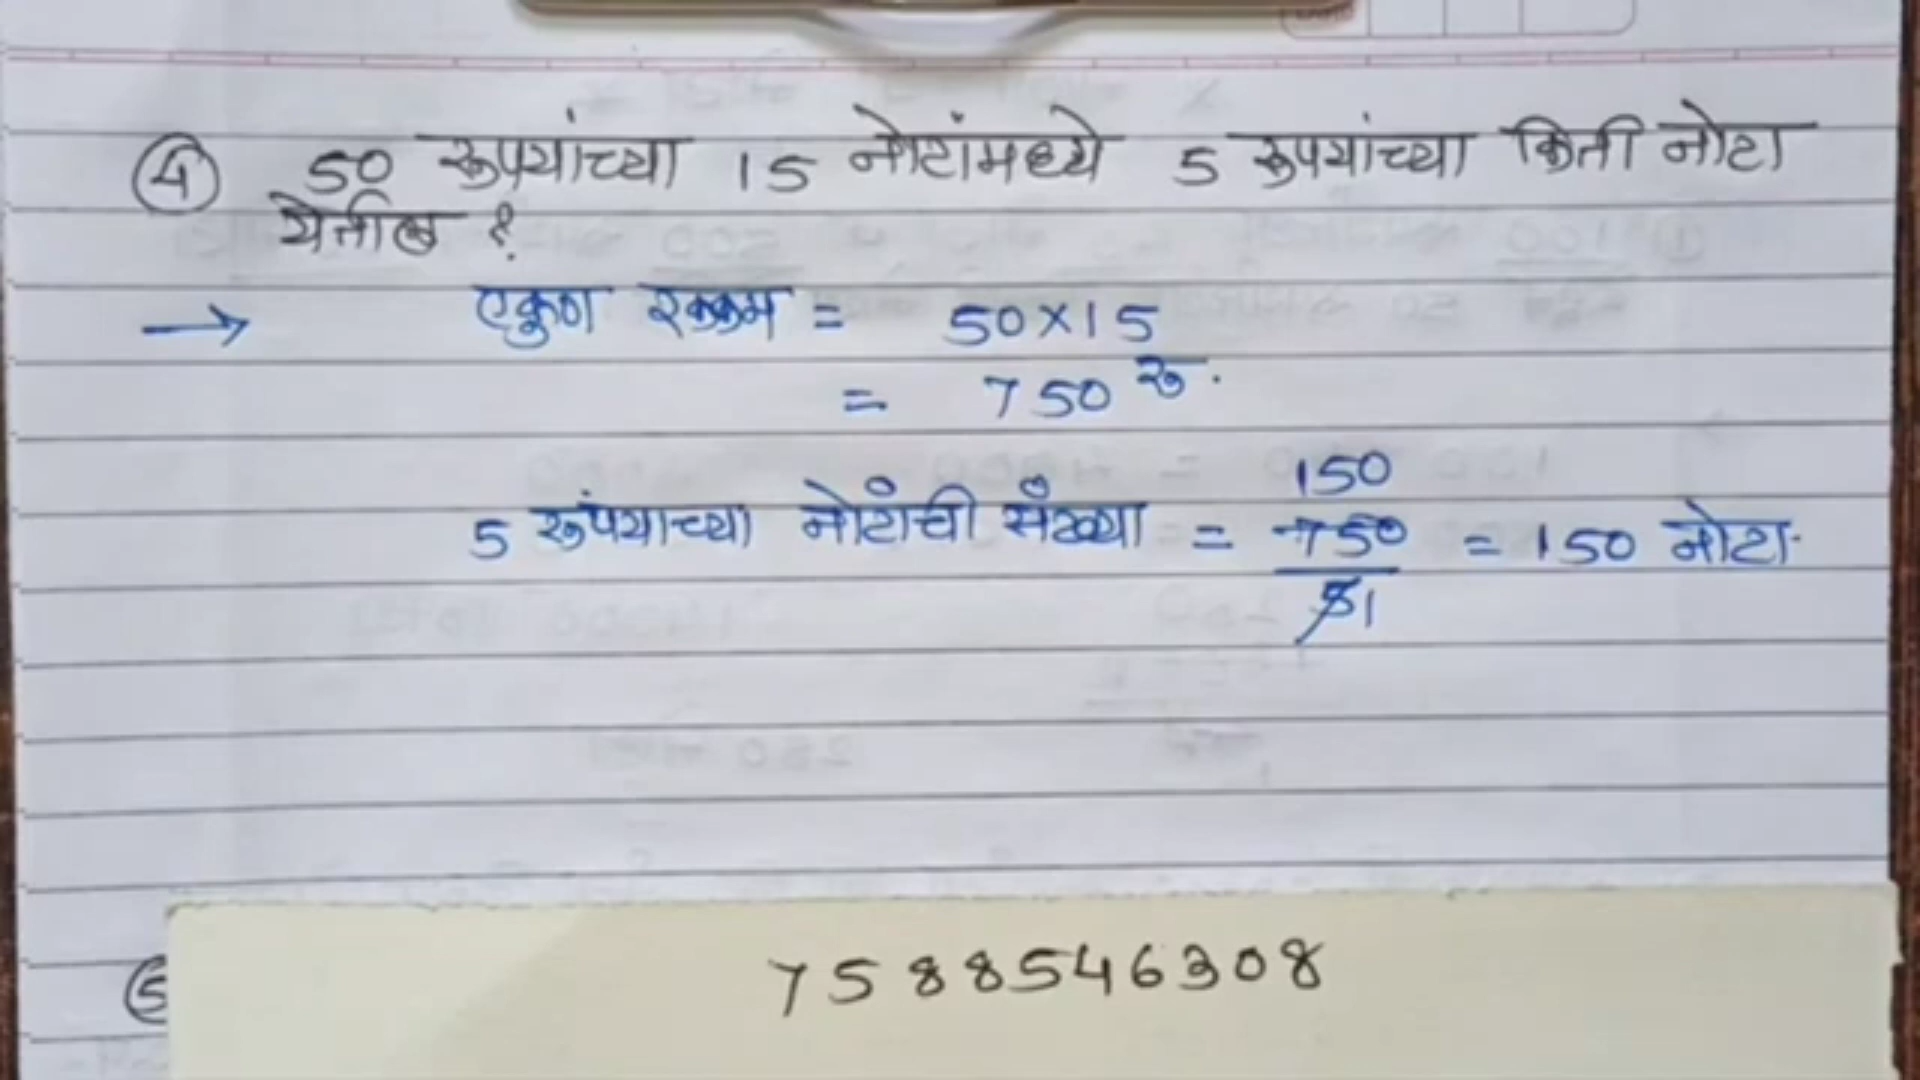 ④ 50 रुपयांच्या 15 नोटांमध्ये 5 रुपयांच्या किती नोटा
येतील ?
→ एकुण रक्कम = 50×15
= 750 रु.
150
5 रुंपयाच्या नोटांची संख्या = 750 = 150 नोटा.
5 1
⑤
7588546308